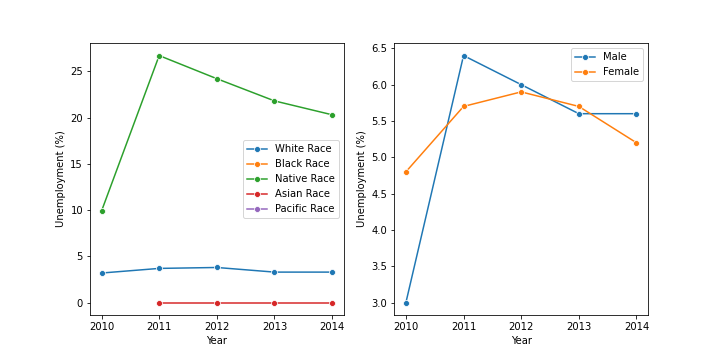 25
20
15
10
5
0
Unemployment (%)
2010 2011 2012 2013 2014
Year
White Race
Black Race
Native Race
Asian Race
Pacific Race
6.5
6.0
5.5
5.0
4.5
4.0
3.5
3.0
Unemployment (%)
2010 2011 2012 2013 2014
Year
Male
Female